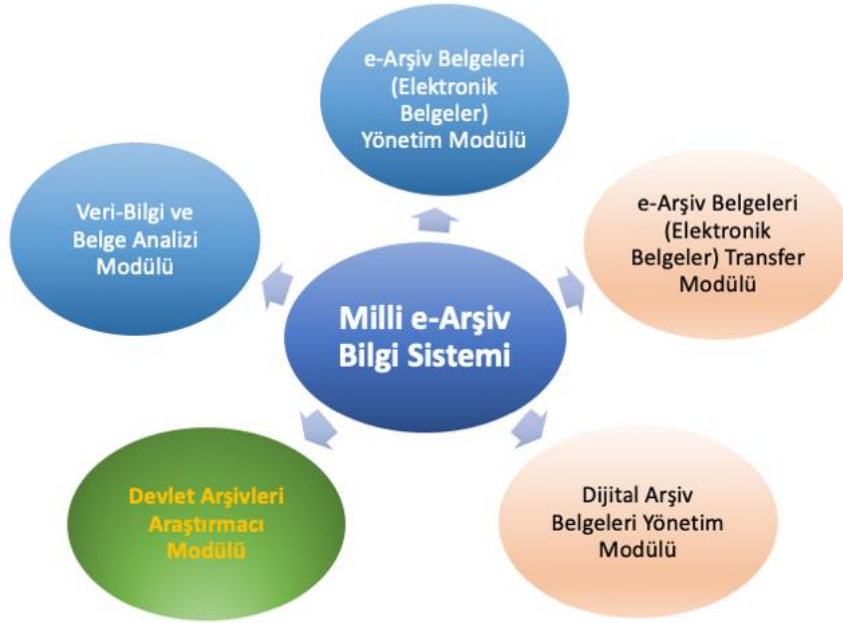 e-Arşiv Belgeleri
(Elektronik
Belgeler)
Yönetim Modülü
Veri-Bilgi ve
Belge Analizi
Modülü
e-Arşiv Belgeleri
(Elektronik
Belgeler) Transfer
Modülü
Milli e-Arşiv
Bilgi Sistemi
Devlet Arşivleri
Araştırmacı
Modülü
Dijital Arşiv
Belgeleri Yönetim
Modülü